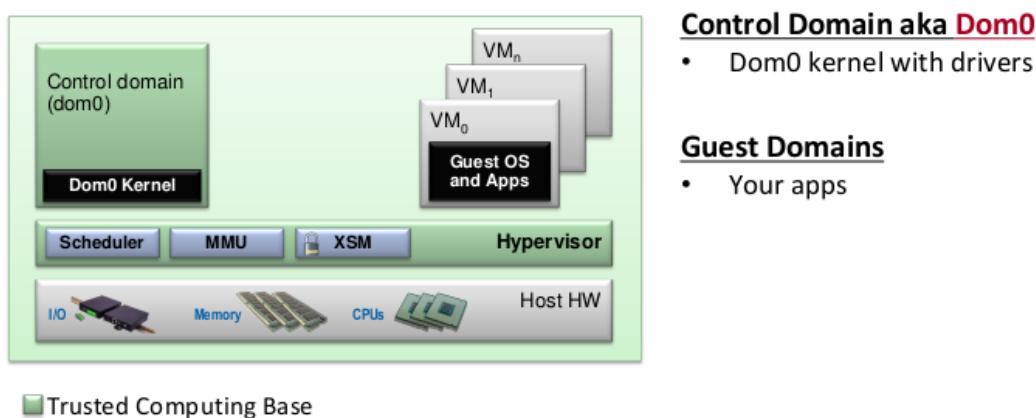 Control domain
(dom0)
Dom0 Kernel
VMn
VM1
VM0
Guest OS
and Apps
Scheduler
MMU
XSM
Hypervisor
I/O
Memory
CPUs
Host HW
Trusted Computing Base
Control Domain aka Dom0
• Dom0 kernel with drivers
Guest Domains
• Your apps